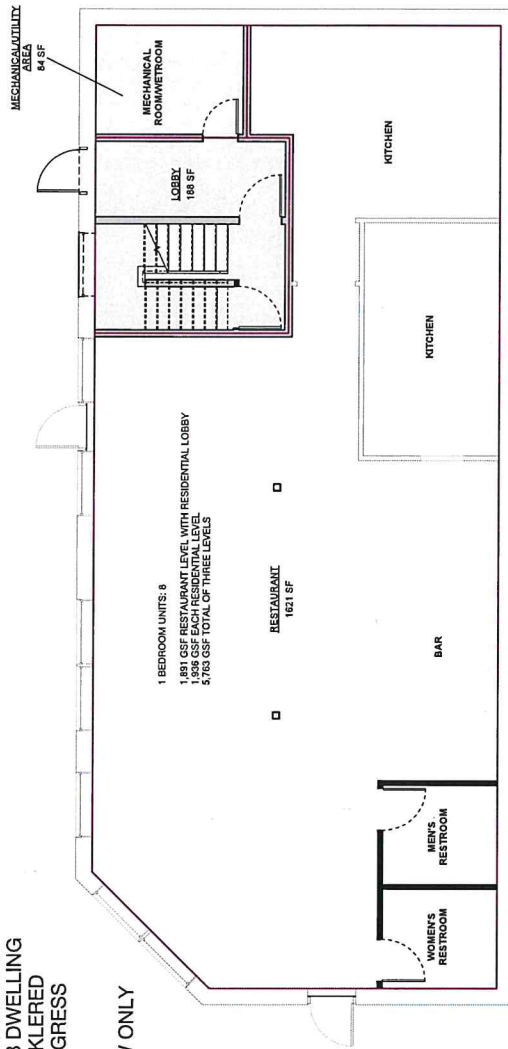 MECHANICAL/UTILITY
AREA
84 SF
MECHANICAL
ROOM/WETROOM
LOBBY
188 SF
KITCHEN
KITCHEN
1 BEDROOM UNITS: 8
1,891 GSF RESTAURANT LEVEL WITH RESIDENTIAL LOBBY
1,936 GSF EACH RESIDENTIAL LEVEL
5,763 GSF TOTAL OF THREE LEVELS
RESTAURANT
1621 SF
BAR
MEN'S
RESTROOM
WOMEN'S
RESTROOM
DWELLING
KLERED
GRESS
ONLY